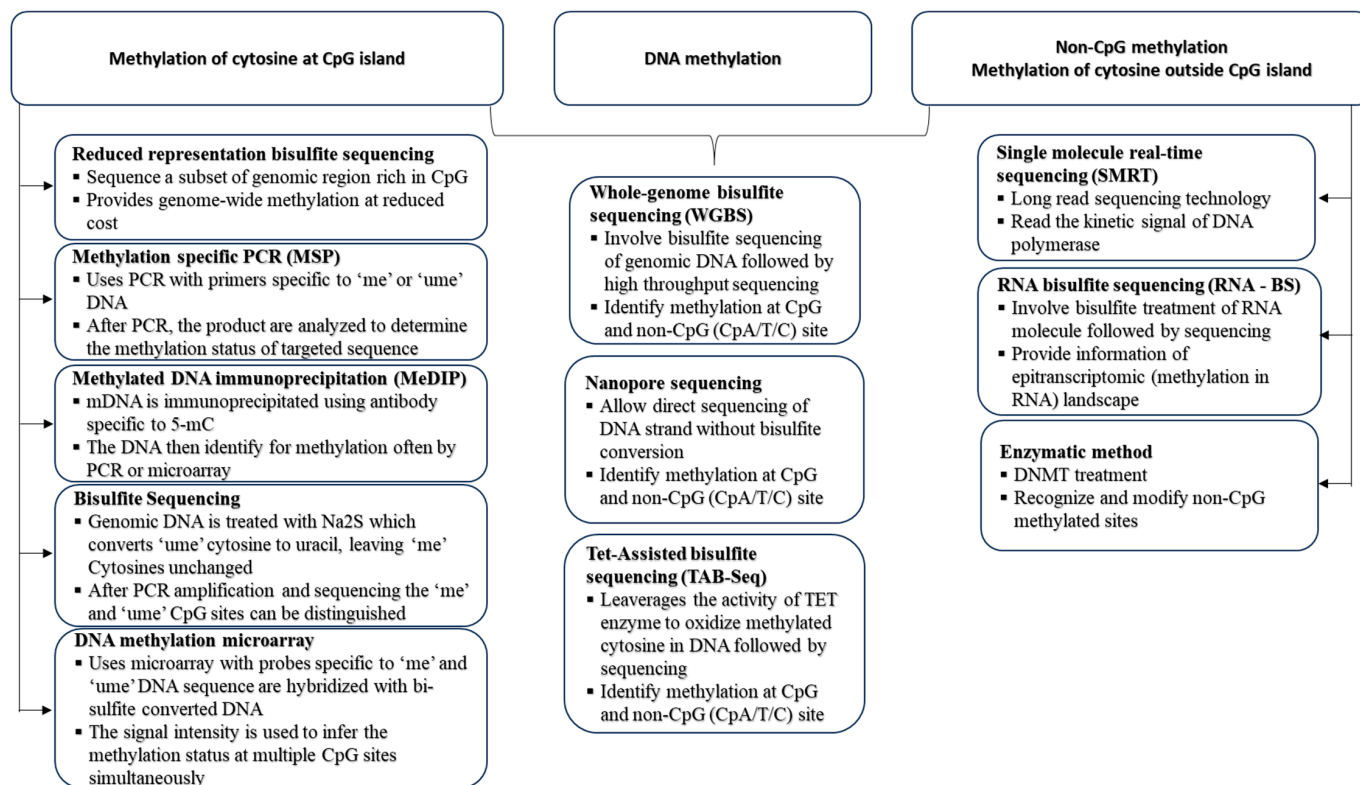 Methylation of cytosine at CpG island
Reduced representation bisulfite sequencing
▪ Sequence a subset of genomic region rich in CpG
▪ Provides genome-wide methylation at reduced
cost
Methylation specific PCR (MSP)
▪ Uses PCR with primers specific to ‘me’ or ‘ume’
DNA
▪ After PCR, the product are analyzed to determine
the methylation status of targeted sequence
Methylated DNA immunoprecipitation (MeDIP)
▪ mDNA is immunoprecipitated using antibody
specific to 5-mC
▪ The DNA then identify for methylation often by
PCR or microarray
Bisulfite Sequencing
▪ Genomic DNA is treated with Na2S which
converts ‘ume’ cytosine to uracil, leaving ‘me’
Cytosines unchanged
▪ After PCR amplification and sequencing the ‘me’
and ‘ume’ CpG sites can be distinguished
DNA methylation microarray
▪ Uses microarray with probes specific to ‘me’ and
‘ume’ DNA sequence are hybridized with bi-
sulfite converted DNA
▪ The signal intensity is used to infer the
methylation status at multiple CpG sites
simultaneously
DNA methylation
Whole-genome bisulfite
sequencing (WGBS)
▪ Involve bisulfite sequencing
of genomic DNA followed by
high throughput sequencing
▪ Identify methylation at CpG
and non-CpG (CpA/T/C) site
Nanopore sequencing
▪ Allow direct sequencing of
DNA strand without bisulfite
conversion
▪ Identify methylation at CpG
and non-CpG (CpA/T/C) site
Tet-Assisted bisulfite
sequencing (TAB-Seq)
▪ Leaverages the activity of TET
enzyme to oxidize methylated
cytosine in DNA followed by
sequencing
▪ Identify methylation at CpG
and non-CpG (CpA/T/C) site
Non-CpG methylation
Methylation of cytosine outside CpG island
Single molecule real-time
sequencing (SMRT)
▪ Long read sequencing technology
▪ Read the kinetic signal of DNA
polymerase
RNA bisulfite sequencing (RNA - BS)
▪ Involve bisulfite treatment of RNA
molecule followed by sequencing
▪ Provide information of
epitranscriptomic (methylation in
RNA) landscape
Enzymatic method
▪ DNMT treatment
▪ Recognize and modify non-CpG
methylated sites